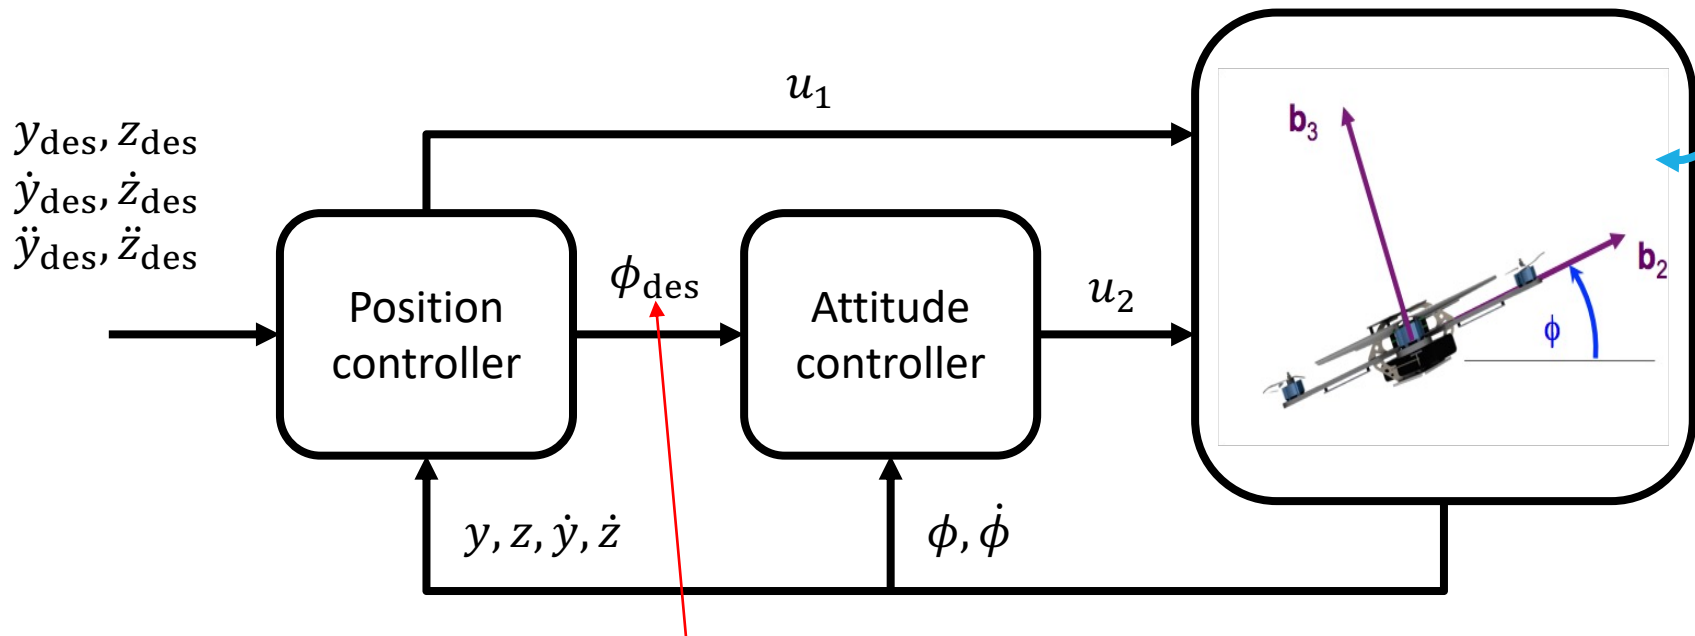 u₁
y_des, z_des
ẏ_des, ż_des
ÿ_des, z̈_des
Position
controller
ϕ_des
Attitude
controller
u₂
b₃
b₂
ϕ
y, z, ẏ, ż
ϕ, ϕ̇